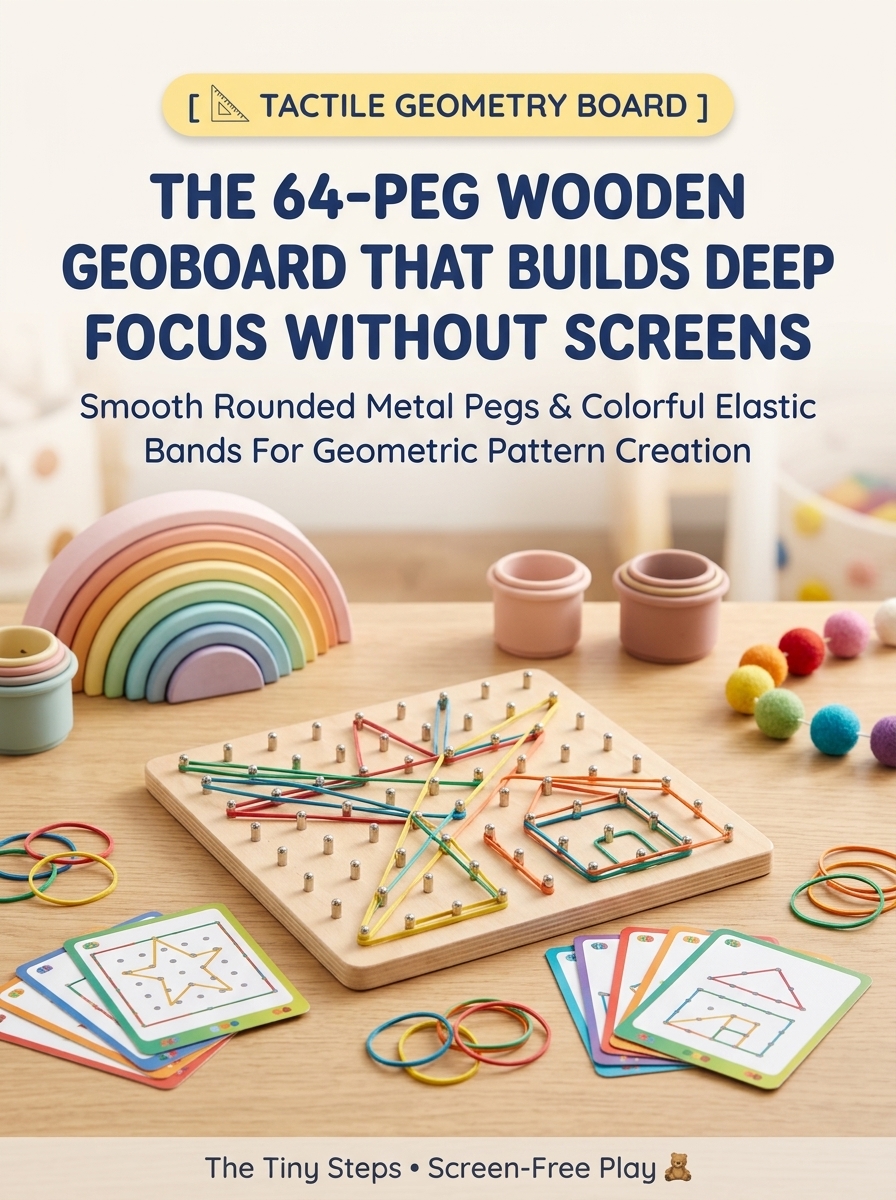 [ 📐 TACTILE GEOMETRY BOARD ]
THE 64-PEG WOODEN
GEOBOARD THAT BUILDS DEEP
FOCUS WITHOUT SCREENS
Smooth Rounded Metal Pegs & Colorful Elastic
Bands For Geometric Pattern Creation
The Tiny Steps • Screen-Free Play 🧸